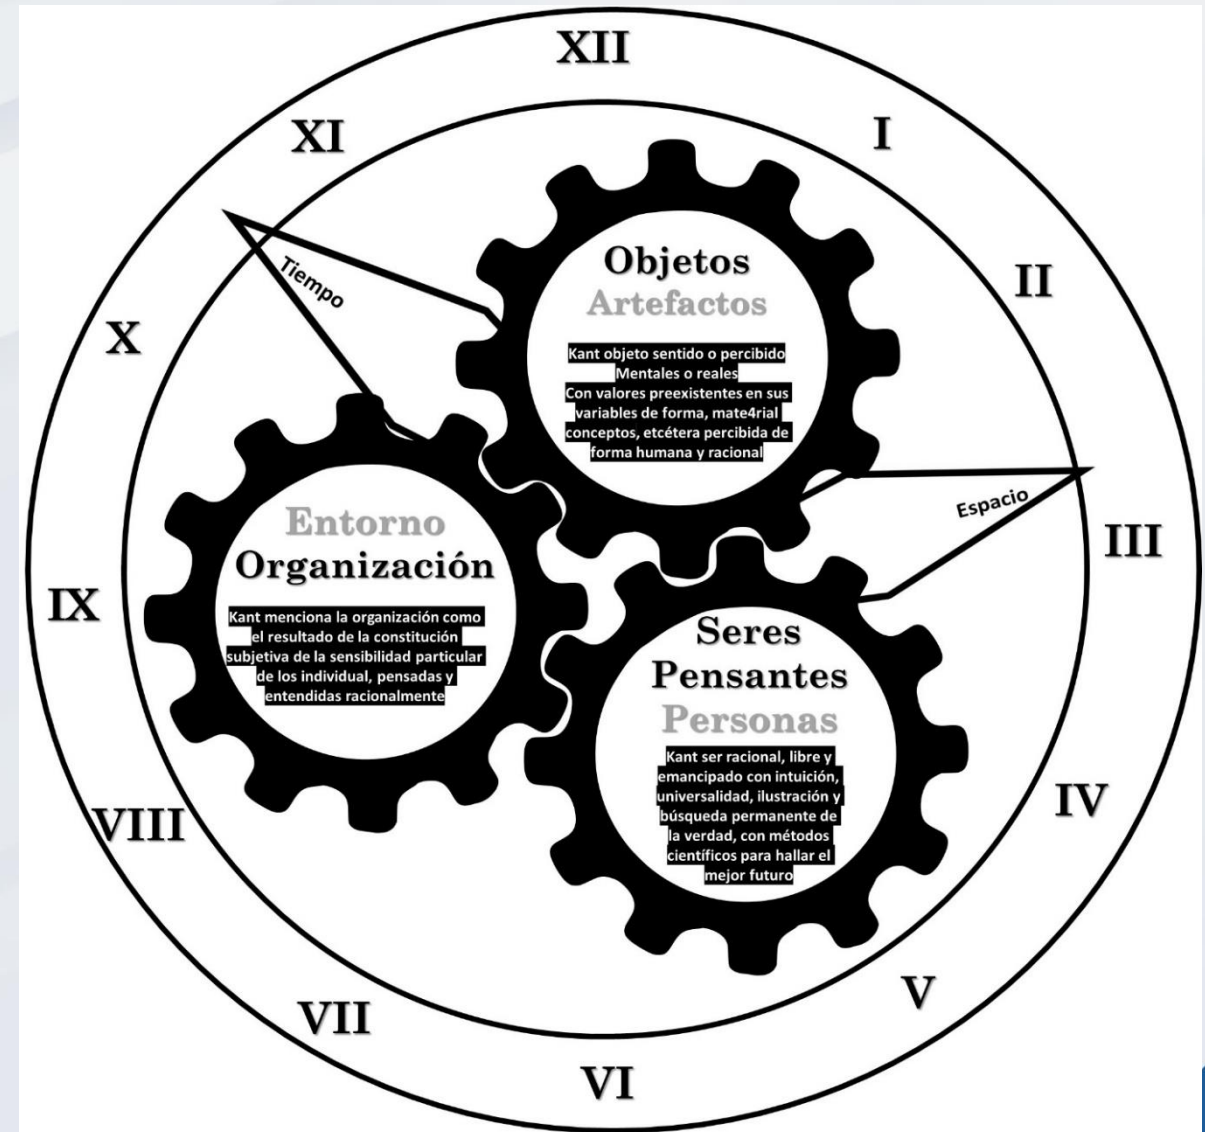 XII
I
II
III
IV
V
VI
VII
VIII
IX
X
XI
Tiempo
Espacio
Objetos
Artefactos
Kant objeto sentido o percibido
Mentales o reales
Con valores preexistentes en sus
variables de forma, mate4rial
conceptos, etcétera percibida de
forma humana y racional
Entorno
Organización
Kant menciona la organización como
el resultado de la constitución
subjetiva de la sensibilidad particular
de los individual, pensadas y
entendidas racionalmente
Seres
Pensantes
Personas
Kant ser racional, libre y
emancipado con intuición,
universalidad, ilustración y
búsqueda permanente de
la verdad, con métodos
científicos para hallar el
mejor futuro